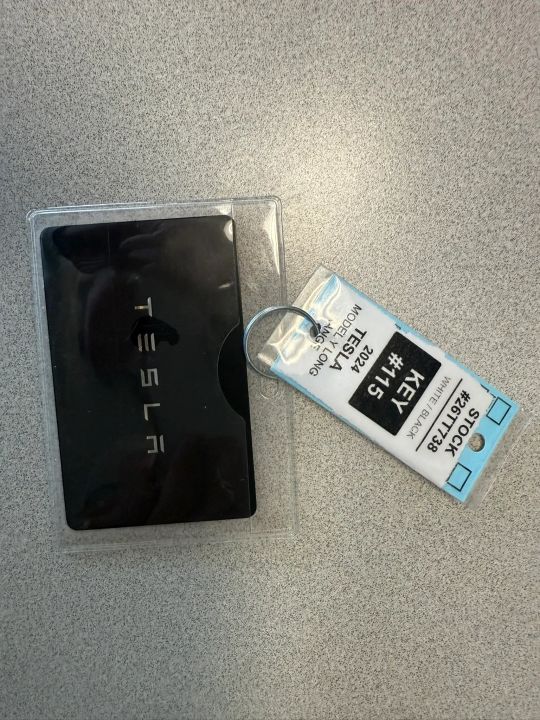 TESLA
STOCK
#26TT738
WHITE / BLACK
KEY
#115
2024
TESLA
MODEL Y LONG